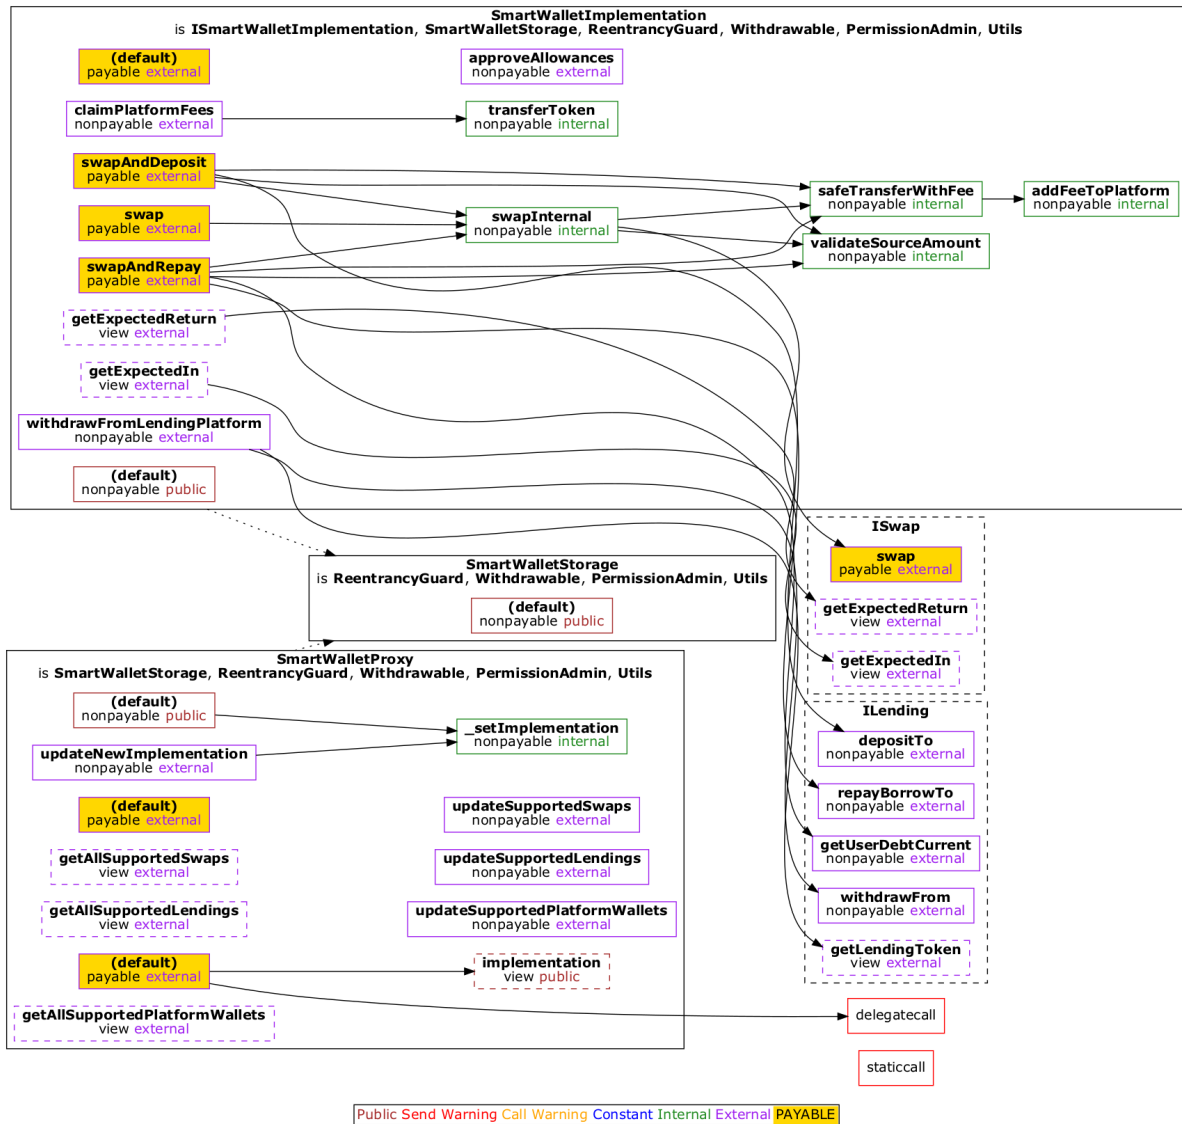 SmartWalletImplementation
is ISmartWalletImplementation, SmartWalletStorage, ReentrancyGuard, Withdrawable, PermissionAdmin, Utils
(default)
payable external
approveAllowances
nonpayable external
claimPlatformFees
nonpayable external
transferToken
nonpayable internal
swapAndDeposit
payable external
safeTransferWithFee
nonpayable internal
addFeeToPlatform
nonpayable internal
swap
payable external
swapInternal
nonpayable internal
validateSourceAmount
nonpayable internal
swapAndRepay
payable external
getExpectedReturn
view external
getExpectedIn
view external
withdrawFromLendingPlatform
nonpayable external
(default)
nonpayable public
ISwap
swap
payable external
getExpectedReturn
view external
getExpectedIn
view external
SmartWalletStorage
is ReentrancyGuard, Withdrawable, PermissionAdmin, Utils
(default)
nonpayable public
SmartWalletProxy
is SmartWalletStorage, ReentrancyGuard, Withdrawable, PermissionAdmin, Utils
(default)
nonpayable public
_setImplementation
nonpayable internal
updateNewImplementation
nonpayable external
(default)
payable external
updateSupportedSwaps
nonpayable external
getAllSupportedSwaps
view external
updateSupportedLendings
nonpayable external
getAllSupportedLendings
view external
updateSupportedPlatformWallets
nonpayable external
(default)
payable external
implementation
view public
getAllSupportedPlatformWallets
view external
ILending
depositTo
nonpayable external
repayBorrowTo
nonpayable external
getUserDebtCurrent
nonpayable external
withdrawFrom
nonpayable external
getLendingToken
view external
delegatecall
staticcall
Public Send Warning Call Warning Constant Internal External PAYABLE